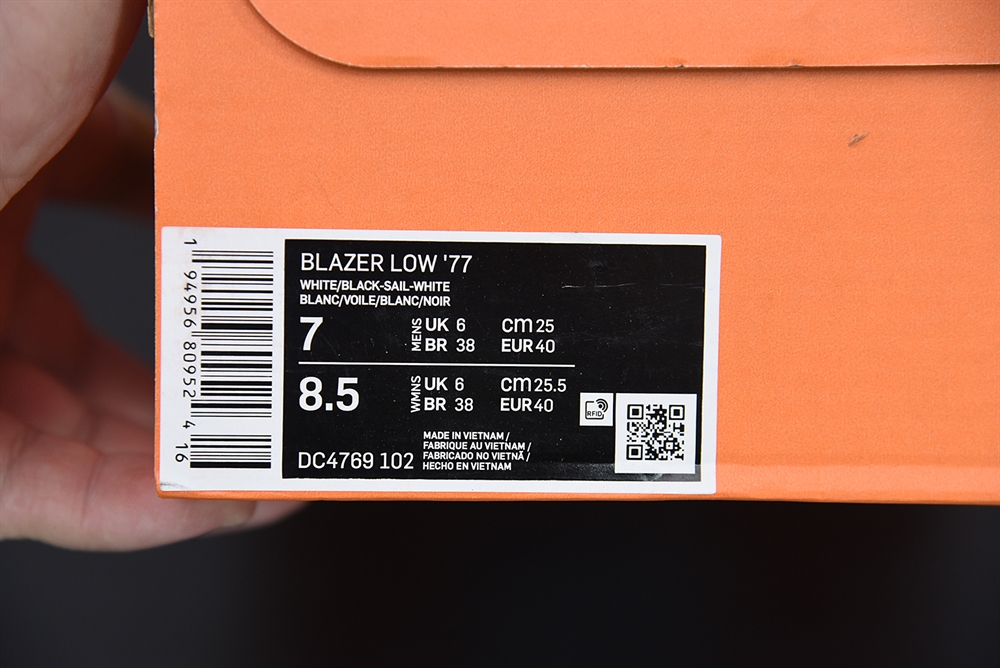 BLAZER LOW '77
WHITE/BLACK-SAIL-WHITE
BLANC/VOILE/BLANC/NOIR
7 MENS UK 6 cm 25
BR 38 EUR 40
8.5 WMNS UK 6 cm 25.5
BR 38 EUR 40
RFID
MADE IN VIETNAM /
FABRIQUE AU VIETNAM /
FABRICADO NO VIETNÃ /
HECHO EN VIETNAM
DC4769 102
1 94956 80952 4 16